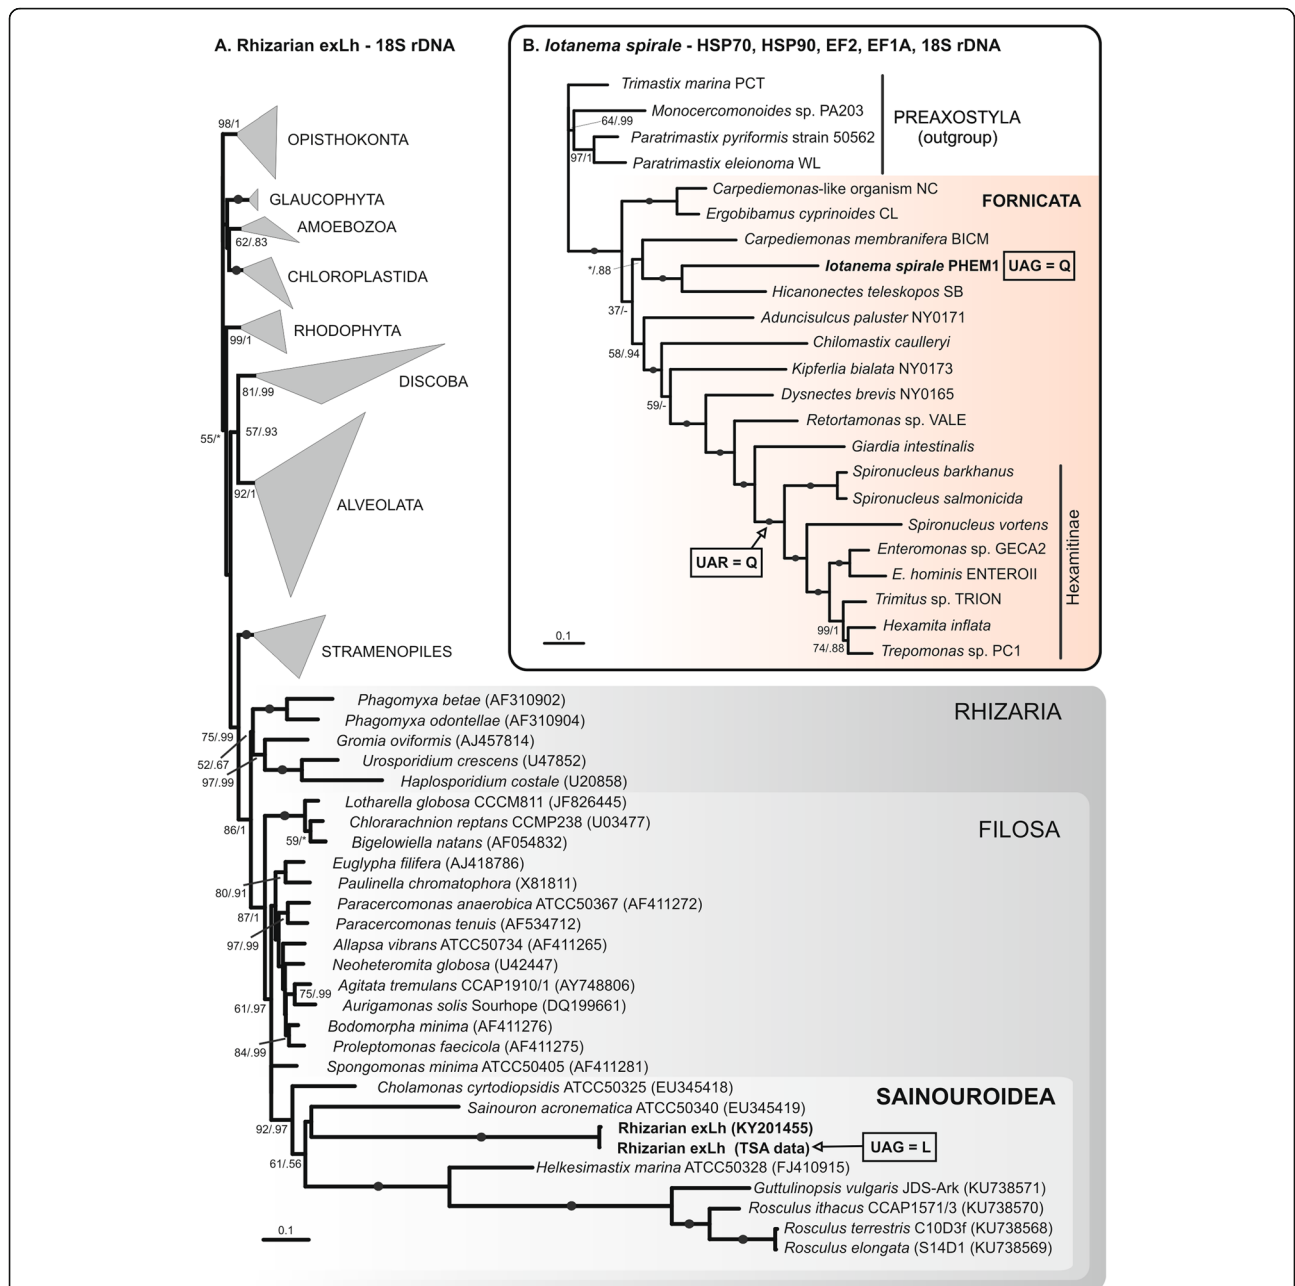 A. Rhizarian exLh - 18S rDNA
98/1
OPISTHOKONTA
GLAUCOPHYTA
AMOEBOZOA
62/.83
CHLOROPLASTIDA
RHODOPHYTA
99/1
DISCOBA
81/.99
57/.93
55/*
92/1
ALVEOLATA
STRAMENOPILES
B. Iotanema spirale - HSP70, HSP90, EF2, EF1A, 18S rDNA
Trimastix marina PCT
Monocercomonoides sp. PA203
64/.99
Paratrimastix pyriformis strain 50562
97/1
Paratrimastix eleionoma WL
PREAXOSTYLA
(outgroup)
FORNICATA
Carpediemonas-like organism NC
Ergobibamus cyprinoides CL
Carpediemonas membranifera BICM
*/.88
Iotanema spirale PHEM1 UAG = Q
Hicanonectes teleskopos SB
37/-
Aduncisulcus paluster NY0171
Chilomastix caulleryi
58/.94
Kipferlia bialata NY0173
Dysnectes brevis NY0165
59/-
Retortamonas sp. VALE
Giardia intestinalis
Spironucleus barkhanus
Spironucleus salmonicida
Spironucleus vortens
UAR = Q
Enteromonas sp. GECA2
E. hominis ENTEROII
Trimitus sp. TRION
99/1
Hexamita inflata
74/.88
Trepomonas sp. PC1
Hexamitinae
0.1
RHIZARIA
Phagomyxa betae (AF310902)
Phagomyxa odontellae (AF310904)
75/.99
Gromia oviformis (AJ457814)
52/.67
Urosporidium crescens (U47852)
97/.99
Haplosporidium costale (U20858)
FILOSA
Lotharella globosa CCCM811 (JF826445)
86/1
Chlorarachnion reptans CCMP238 (U03477)
59/*
Bigelowiella natans (AF054832)
Euglypha filifera (AJ418786)
80/.91
Paulinella chromatophora (X81811)
Paracercomonas anaerobica ATCC50367 (AF411272)
87/1
Paracercomonas tenuis (AF534712)
97/.99
Allapsa vibrans ATCC50734 (AF411265)
Neoheteromita globosa (U42447)
Agitata tremulans CCAP1910/1 (AY748806)
75/.99
Aurigamonas solis Sourhope (DQ199661)
61/.97
Bodomorpha minima (AF411276)
Proleptomonas faecicola (AF411275)
84/.99
Spongomonas minima ATCC50405 (AF411281)
SAINOUROIDEA
Cholamonas cyrtodiopsidis ATCC50325 (EU345418)
Sainouron acronematica ATCC50340 (EU345419)
92/.97
Rhizarian exLh (KY201455)
Rhizarian exLh (TSA data) UAG = L
61/.56
Helkesimastix marina ATCC50328 (FJ410915)
Guttulinopsis vulgaris JDS-Ark (KU738571)
Rosculus ithacus CCAP1571/3 (KU738570)
Rosculus terrestris C10D3f (KU738568)
Rosculus elongata (S14D1 (KU738569)
0.1